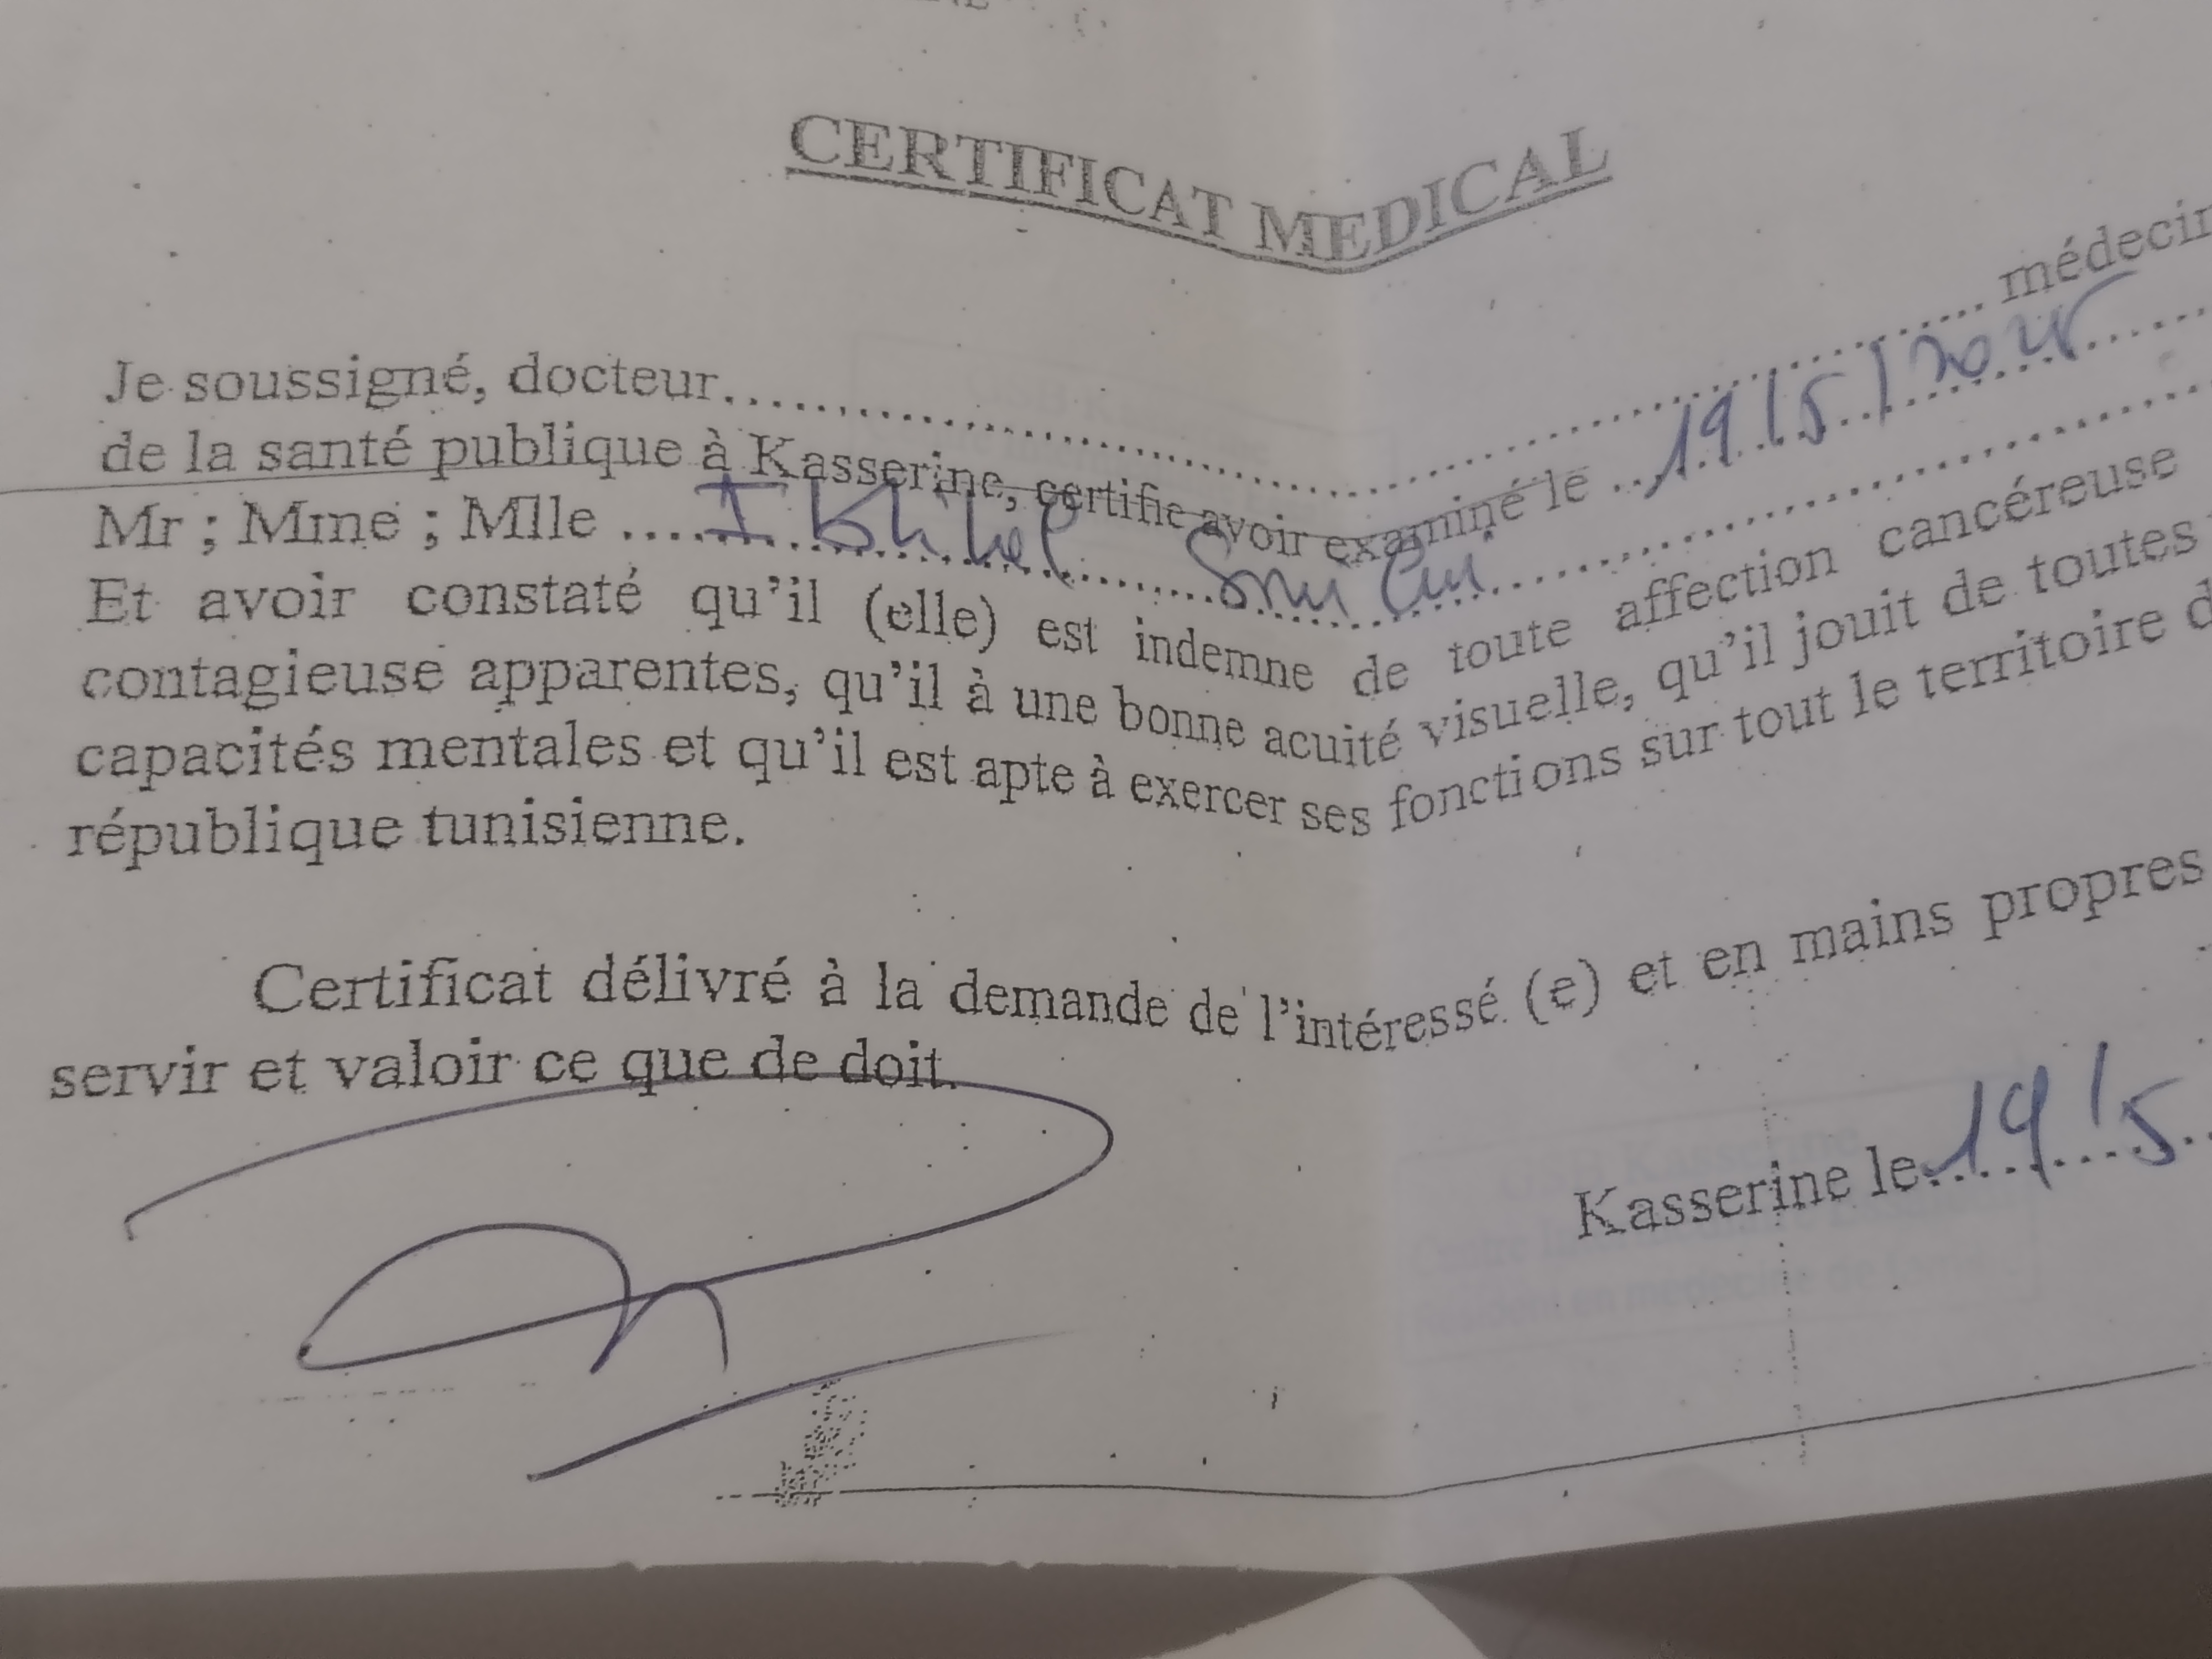 CERTIFICAT MEDICAL
Je soussigné, docteur........................................ médecin
de la santé publique à Kasserine, certifie avoir examiné le ..19/5/
Mr ; Mme ; Mlle ....Ikhlel
Et avoir constaté qu'il (elle) est indemne de toute affection cancéreuse
contagieuse apparentes, qu'il à une bonne acuité visuelle, qu'il jouit de toutes
capacités mentales et qu'il est apte à exercer ses fonctions sur tout le territoire d
république tunisienne.
Certificat délivré à la demande de l'intéressé (e) et en mains propres
servir et valoir ce que de doit.
Kasserine le 19/5